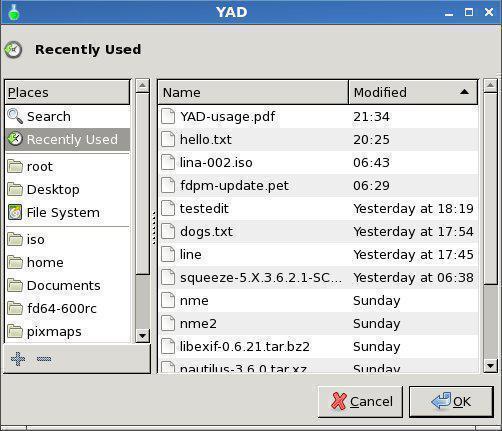 YAD
Recently Used
Places
Search
Recently Used
root
Desktop
File System
iso
home
Documents
fd64-600rc
pixmaps
Name Modified
YAD-usage.pdf 21:34
hello.txt 20:25
lina-002.iso 06:43
fdpm-update.pet 06:29
testedit Yesterday at 18:19
dogs.txt Yesterday at 17:54
line Yesterday at 17:45
squeeze-5.X.3.6.2.1-SC... Yesterday at 06:38
nme Sunday
nme2 Sunday
libexif-0.6.21.tar.bz2 Sunday
nautilus-3.6.0.tar.xz Sunday
Cancel OK